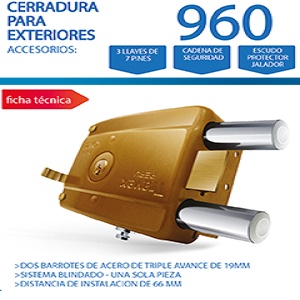 CERRADURA
PARA
EXTERIORES
ACCESORIOS:
960
3 LLAVES DE
7 PINES
CADENA DE
SEGURIDAD
ESCUDO
PROTECTOR
JALADOR
ficha técnica
>DOS BARROTES DE ACERO DE TRIPLE AVANCE DE 19MM
>SISTEMA BLINDADO - UNA SOLA PIEZA
>DISTANCIA DE INSTALACION DE 66 MM